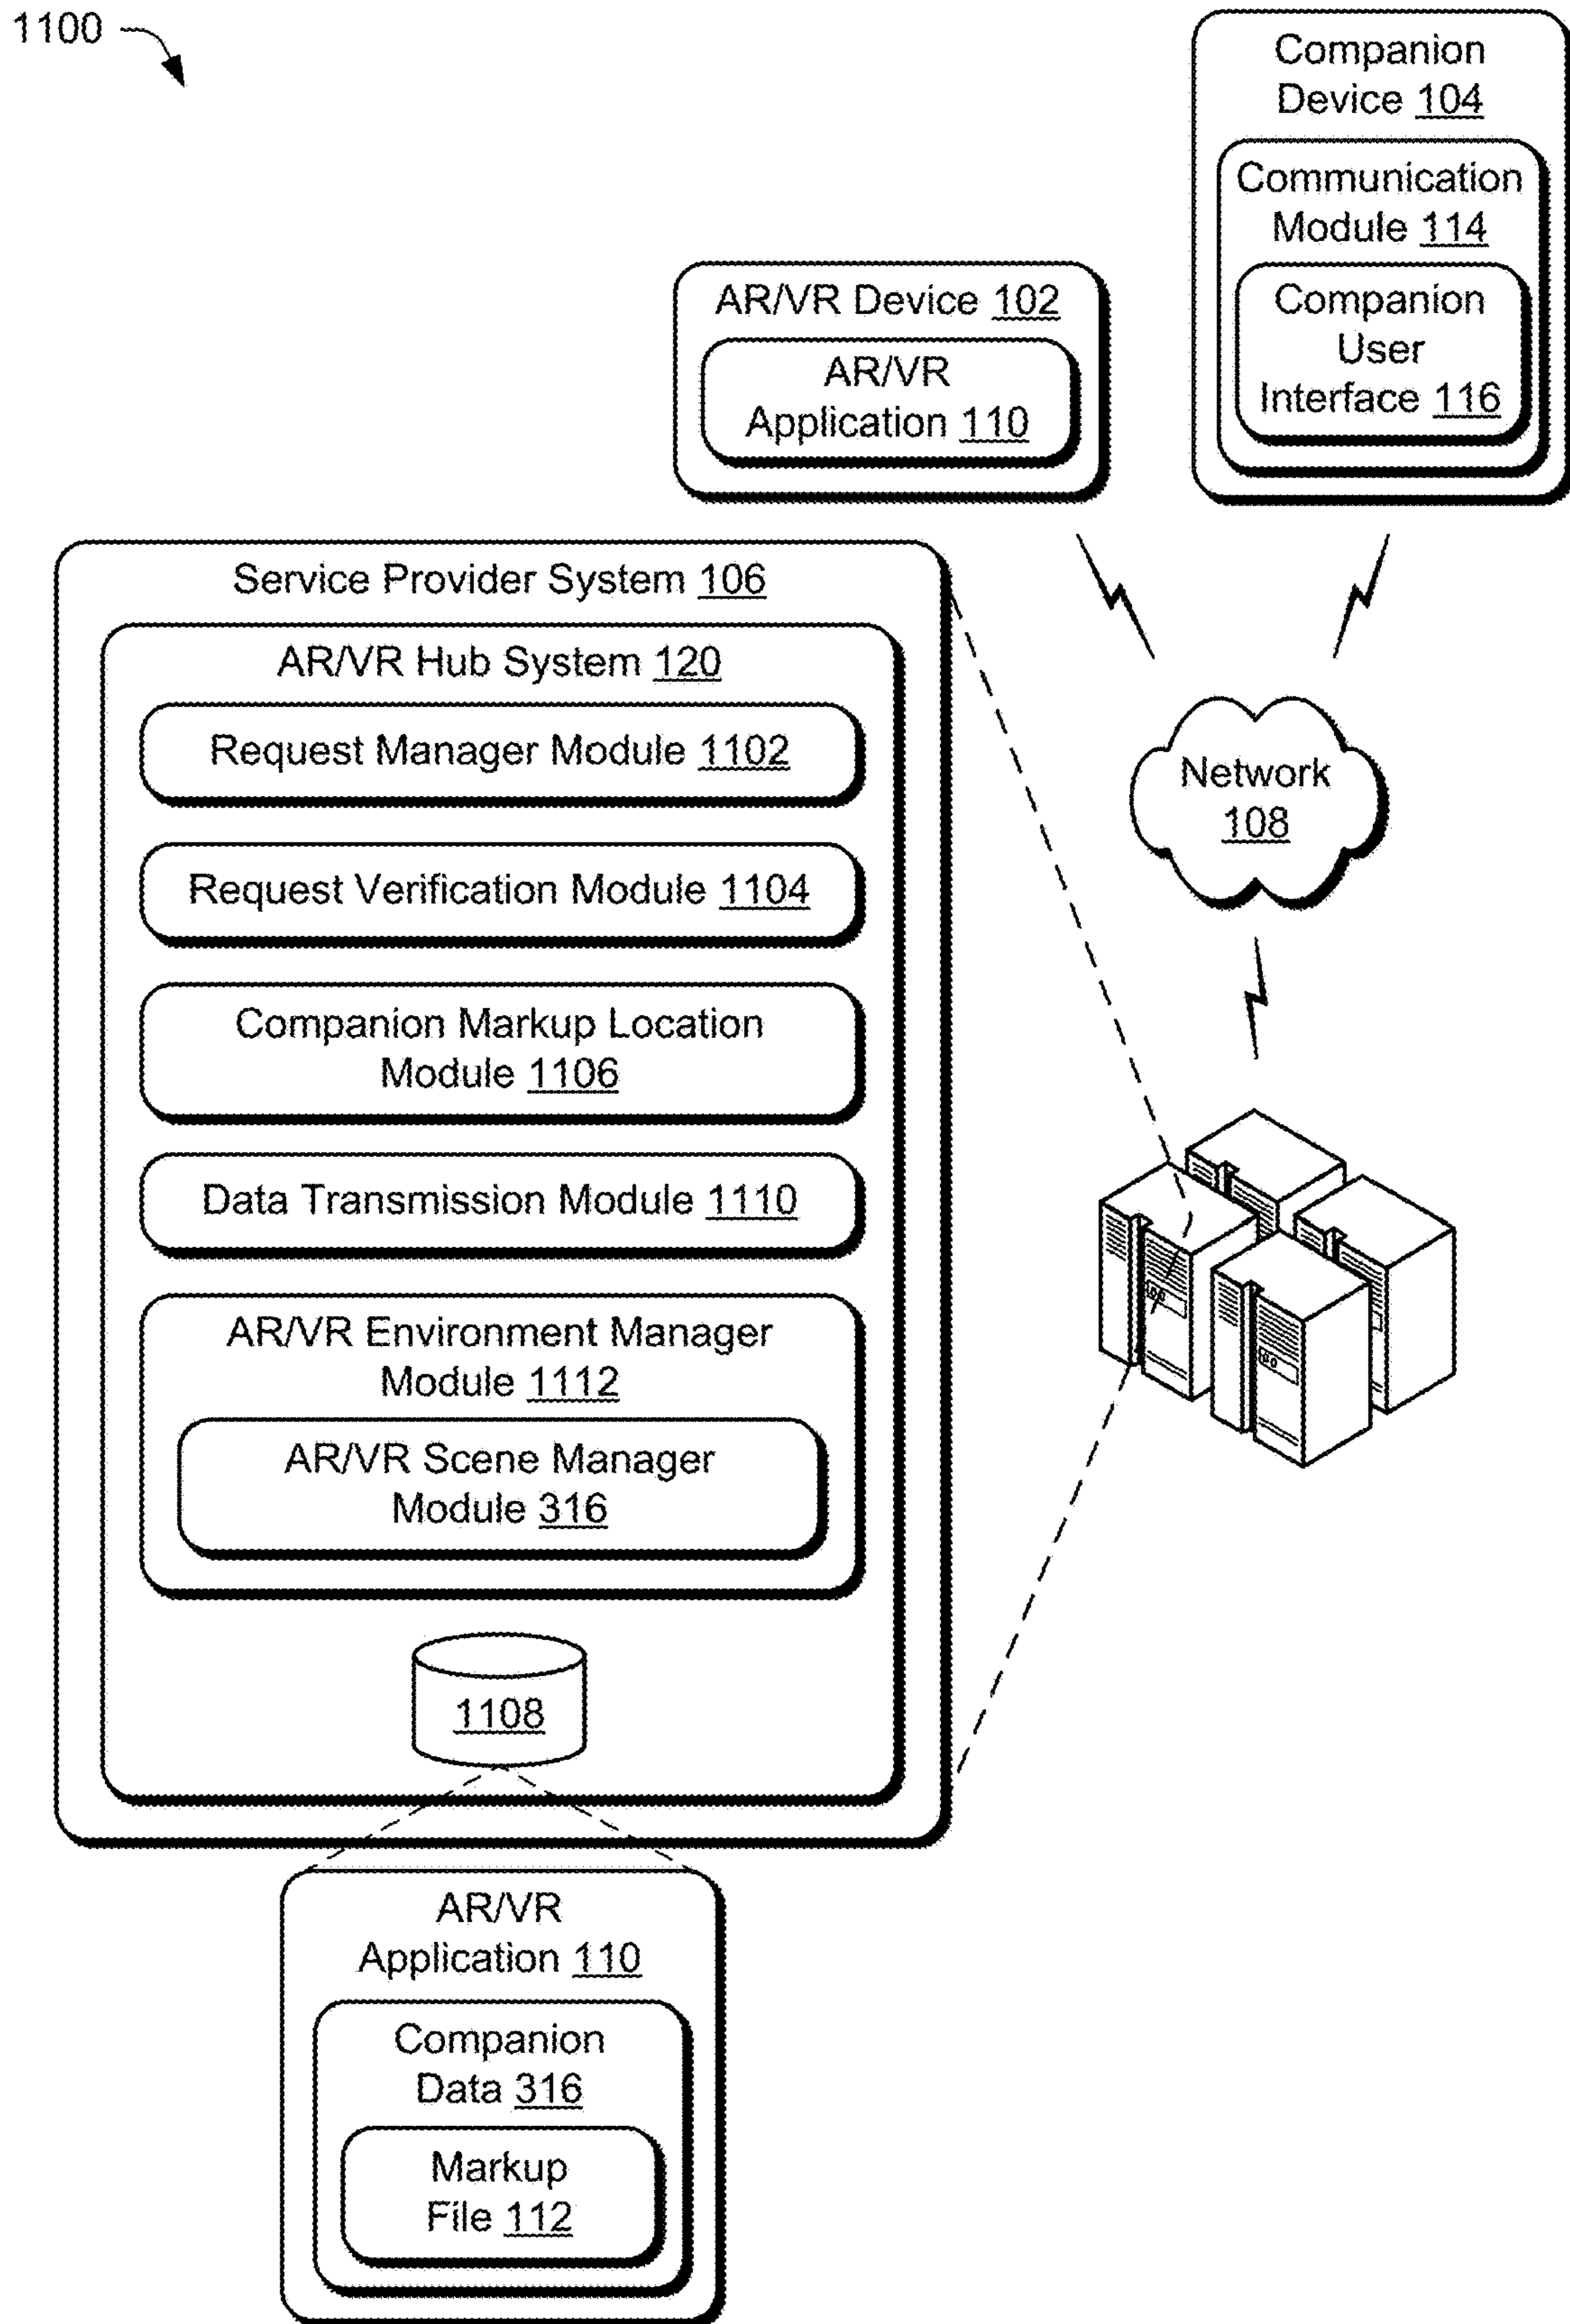 1100
Companion
Device 104
Communication
Module 114
Companion
User
Interface 116
AR/VR Device 102
AR/VR
Application 110
Service Provider System 106
AR/VR Hub System 120
Request Manager Module 1102
Request Verification Module 1104
Companion Markup Location
Module 1106
Data Transmission Module 1110
AR/VR Environment Manager
Module 1112
AR/VR Scene Manager
Module 316
1108
Network
108
AR/VR
Application 110
Companion
Data 316
Markup
File 112